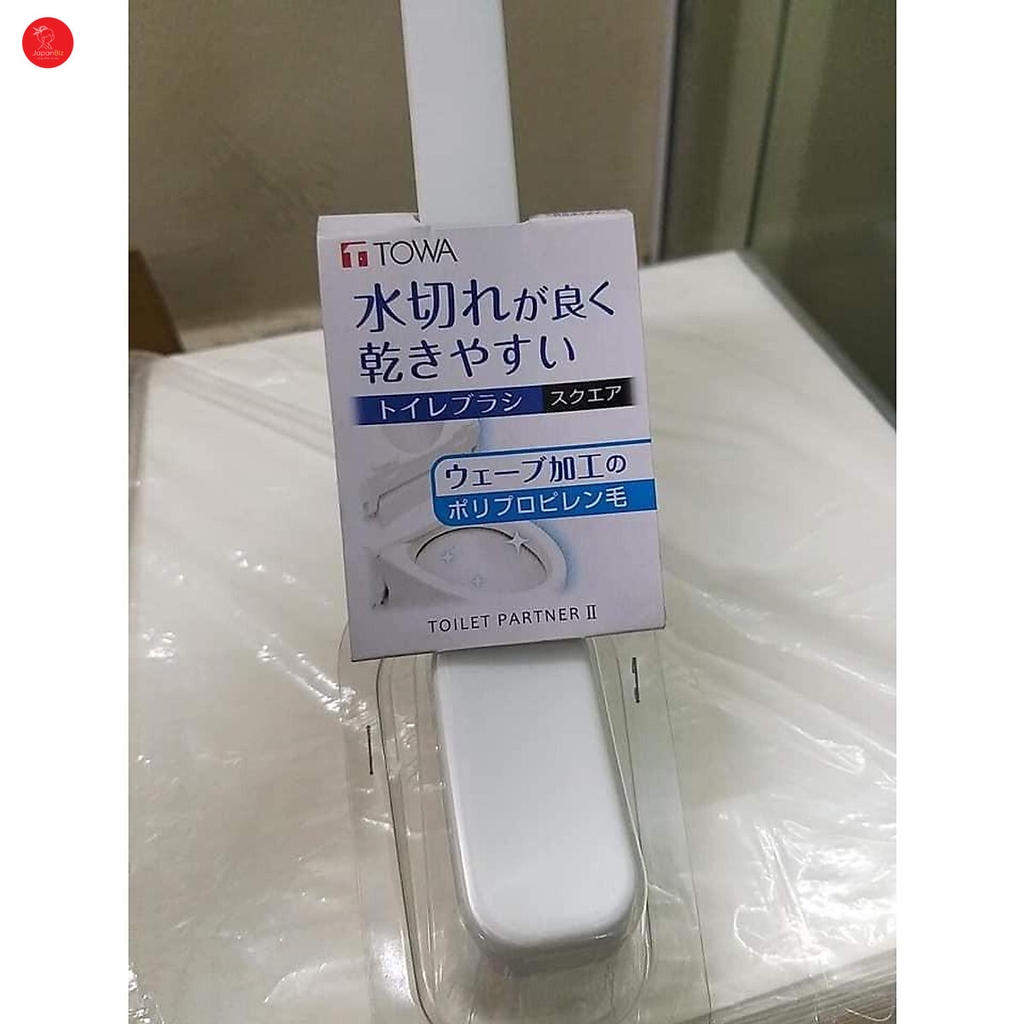 JapanBiz
TOWA
水切れが良く
乾きやすい
トイレブラシ スクエア
ウェーブ加工の
ポリプロピレン毛
TOILET PARTNER II